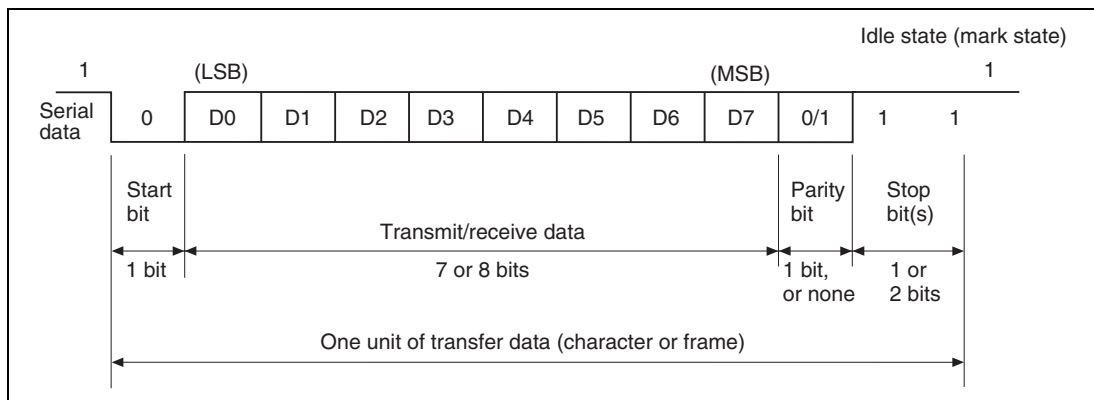 Idle state (mark state)
1 (LSB) (MSB) 1
Serial data 0 D0 D1 D2 D3 D4 D5 D6 D7 0/1 1 1
Start bit
Parity bit
Stop bit(s)
Transmit/receive data
1 bit
7 or 8 bits
1 bit, or none
1 or 2 bits
One unit of transfer data (character or frame)